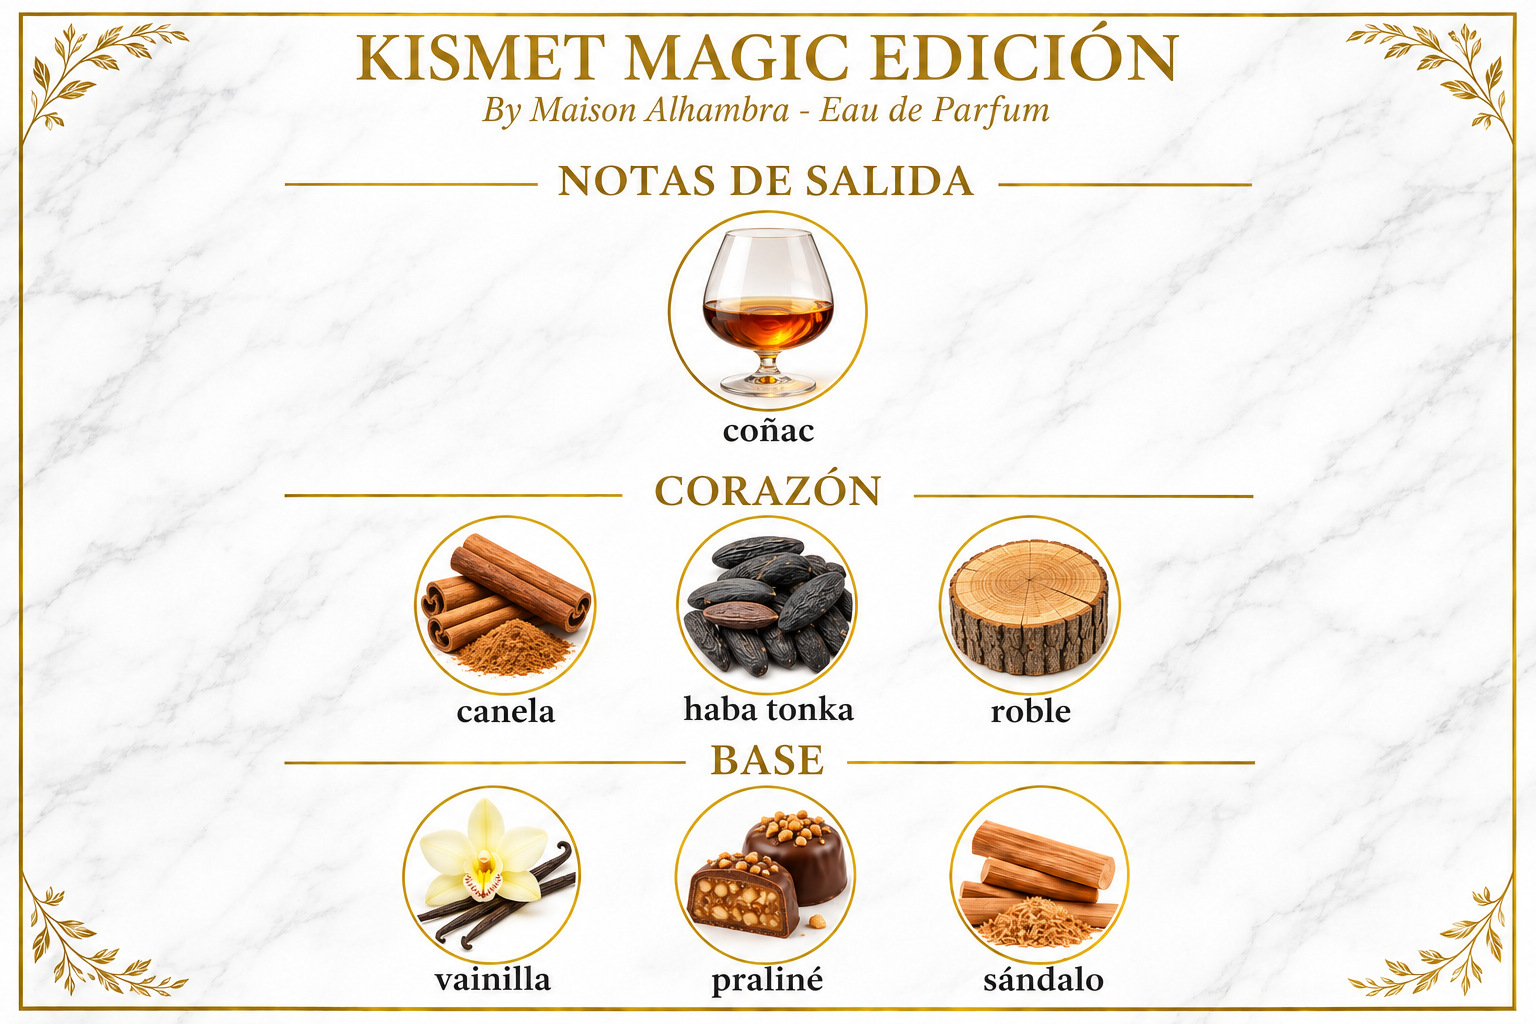 KISMET MAGIC EDICIÓN
By Maison Alhambra - Eau de Parfum
NOTAS DE SALIDA
coñac
CORAZÓN
canela
haba tonka
roble
BASE
vainilla
praliné
sándalo